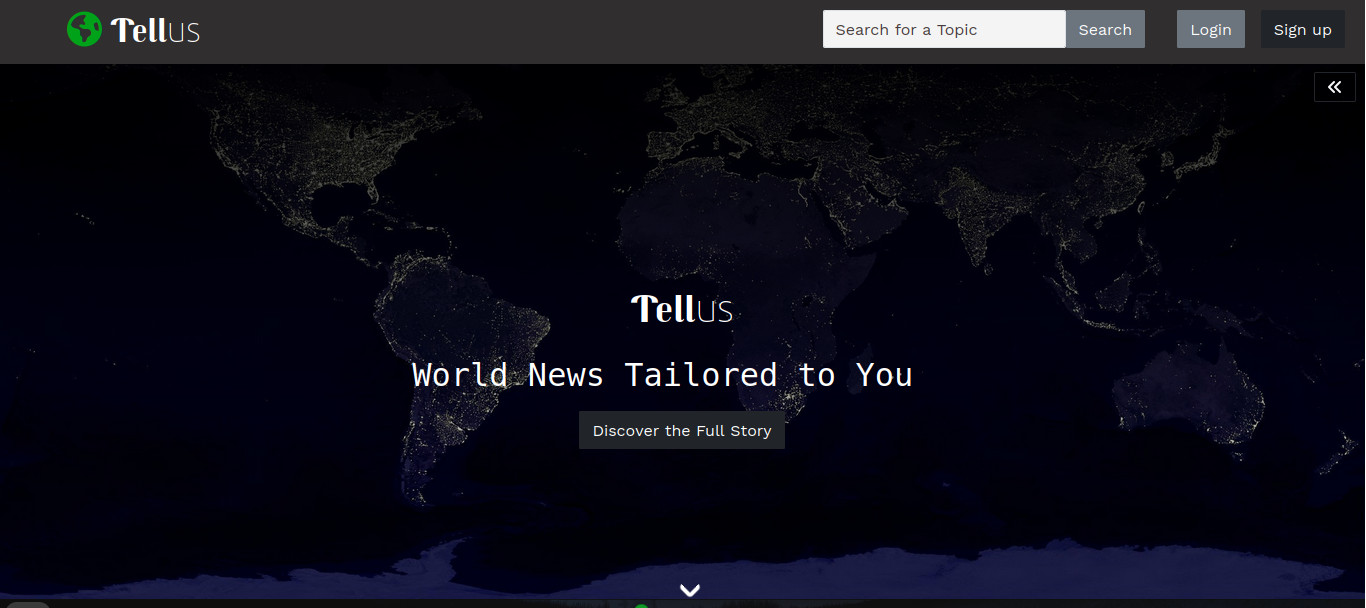 Tellus
Search for a Topic
Search
Login
Sign up
Tellus
World News Tailored to You
Discover the Full Story